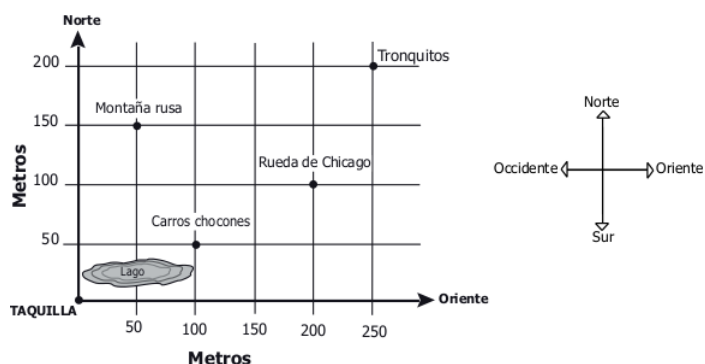 Norte
200
Tronquitos
Montaña rusa
150
Metros
Rueda de Chicago
100
Carros chocones
50
Lago
TAQUILLA
Oriente
50 100 150 200 250
Metros
Norte
Occidente
Oriente
Sur